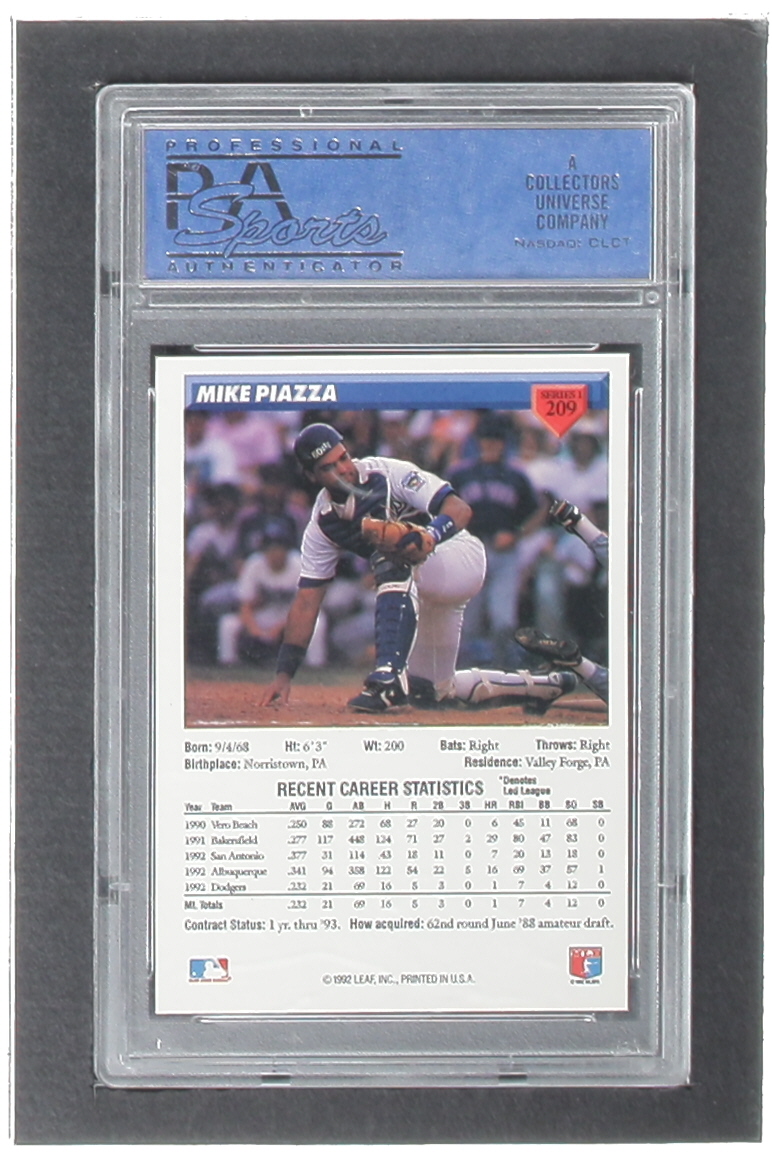 PROFESSIONAL
PSA
Sports
AUTHENTICATOR
A
COLLECTORS
UNIVERSE
COMPANY
NASDAQ: CLCT
MIKE PIAZZA
SERIES 1
209
Born: 9/4/68 Ht: 6'3" Wt: 200 Bats: Right Throws: Right
Birthplace: Norristown, PA Residence: Valley Forge, PA
RECENT CAREER STATISTICS *Denotes Led League
Year Team AVG G AB H R 2B 3B HR RBI BB SO SB
1990 Vero Beach .250 88 272 68 27 20 0 6 45 11 68 0
1991 Bakersfield .277 117 448 124 71 27 2 29 80 47 83 0
1992 San Antonio .377 31 114 43 18 11 0 7 20 13 18 0
1992 Albuquerque .341 94 358 122 54 22 5 16 69 37 57 1
1992 Dodgers .232 21 69 16 5 3 0 1 7 4 12 0
ML Totals .232 21 69 16 5 3 0 1 7 4 12 0
Contract Status: 1 yr. thru '93. How acquired: 62nd round June '88 amateur draft.
© 1992 LEAF, INC., PRINTED IN U.S.A.